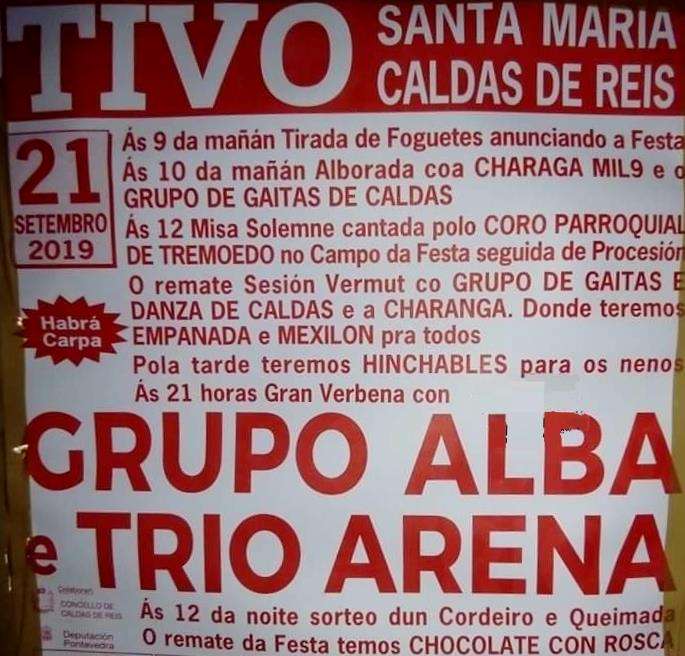 TIVO
SANTA MARIA
CALDAS DE REIS
21
SETEMBRO
2019
Ás 9 da mañán Tirada de Foguetes anunciando a Festa
Ás 10 da mañán Alborada coa CHARAGA MIL9 e o
GRUPO DE GAITAS DE CALDAS
Ás 12 Misa Solemne cantada polo CORO PARROQUIAL
DE TREMOEDO no Campo da Festa seguida de Procesión
O remate Sesión Vermut co GRUPO DE GAITAS E
DANZA DE CALDAS e a CHARANGA. Donde teremos
EMPANADA e MEXILON pra todos
Habrá
Carpa
Pola tarde teremos HINCHABLES para os nenos
Ás 21 horas Gran Verbena con
GRUPO ALBA
e TRIO ARENA
Colaboran:
CONCELLO DE
CALDAS DE REIS
Deputación
Pontevedra
Ás 12 da noite sorteo dun Cordeiro e Queimada
O remate da Festa temos CHOCOLATE CON ROSCA